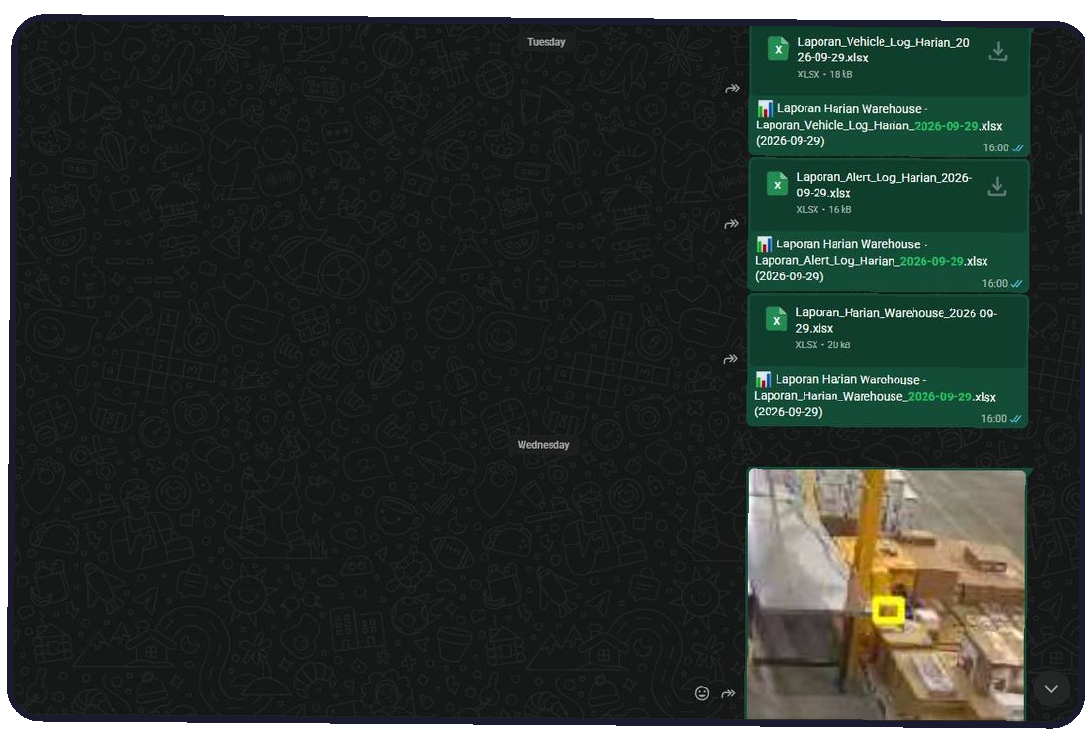 Tuesday
Laporan_Vehicle_Log_Harian_20
26-09-29.xlsx
XLSX • 18 kB
Laporan Harian Warehouse -
Laporan_Vehicle_Log_Harian_2026-09-29.xlsx
(2026-09-29)
16:00
Laporan_Alert_Log_Harian_2026-
09-29.xlsx
XLSX • 16 kB
Laporan Harian Warehouse -
Laporan_Alert_Log_Harian_2026-09-29.xlsx
(2026-09-29)
16:00
Laporan_Harian_Warehouse_2026-09-
29.xlsx
XLSX • 20 kB
Laporan Harian Warehouse -
Laporan_Harian_Warehouse_2026-09-29.xlsx
(2026-09-29)
16:00
Wednesday